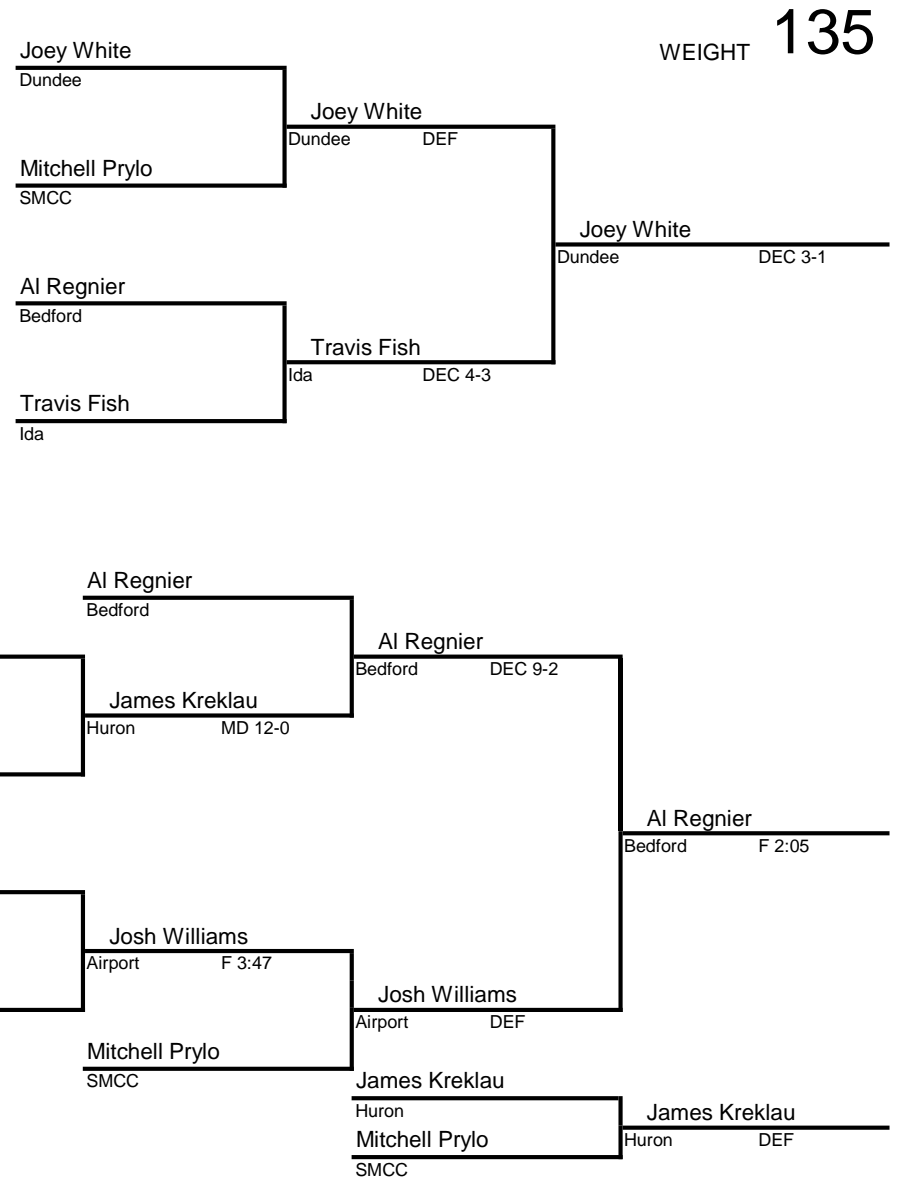 WEIGHT 135
Joey White
Dundee
Joey White
Dundee DEF
Mitchell Prylo
SMCC
Joey White
Dundee DEC 3-1
Al Regnier
Bedford
Travis Fish
Ida DEC 4-3
Travis Fish
Ida
Al Regnier
Bedford
Al Regnier
Bedford DEC 9-2
James Kreklau
Huron MD 12-0
Al Regnier
Bedford F 2:05
Josh Williams
Airport F 3:47
Josh Williams
Airport DEF
Mitchell Prylo
SMCC
James Kreklau
Huron
James Kreklau
Huron DEF
Mitchell Prylo
SMCC